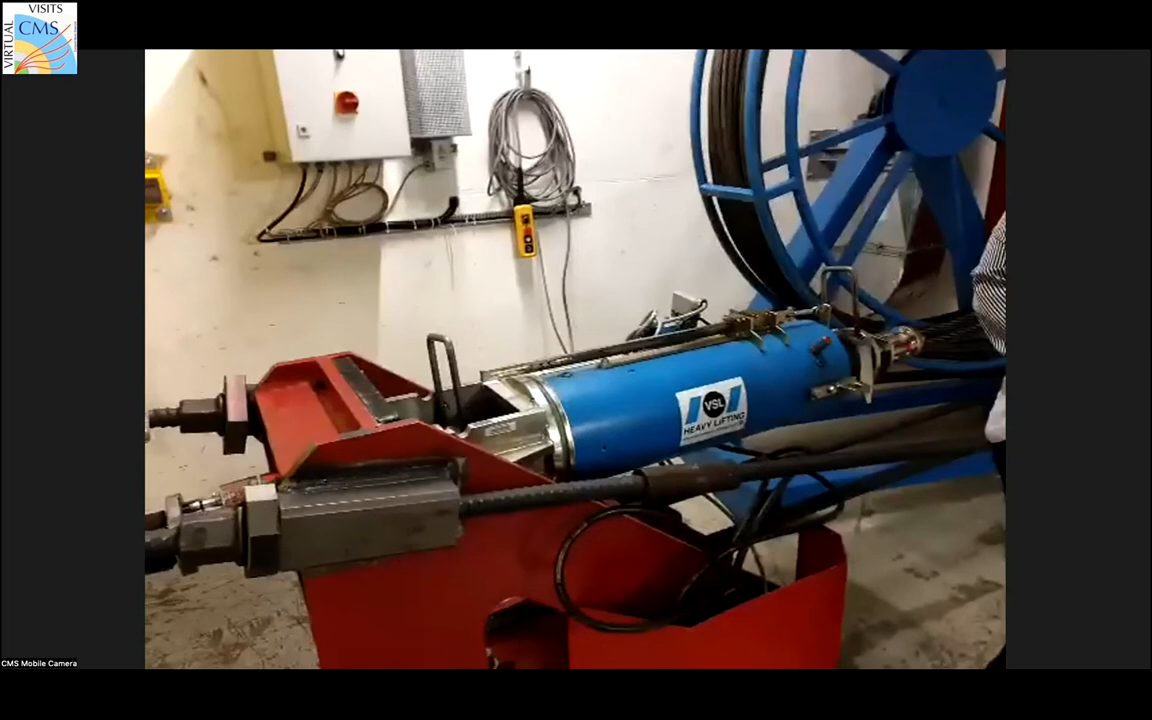 VISITS
VIRTUAL
CMS
VSL
HEAVY LIFTING
CMS Mobile Camera